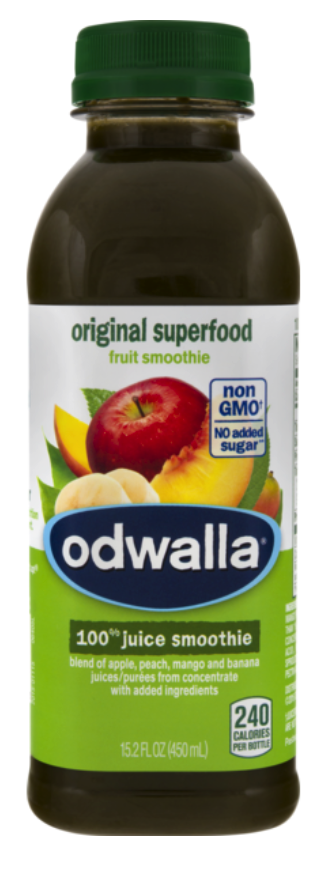 original superfood
fruit smoothie
non
GMO†
NO added
sugar
odwalla®
100% juice smoothie
blend of apple, peach, mango and banana
juices/purées from concentrate
with added ingredients
240
CALORIES
PER BOTTLE
15.2 FL OZ (450 mL)